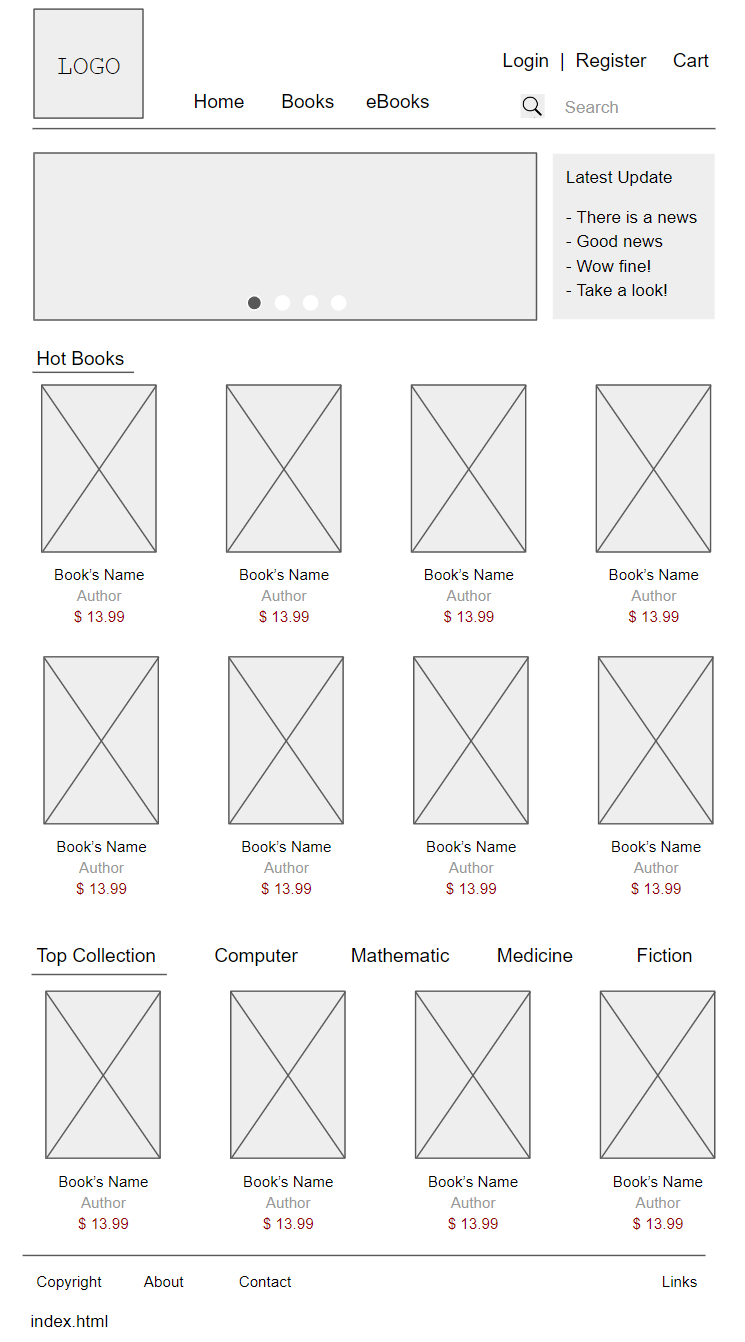 LOGO
Login | Register Cart
Home Books eBooks
Search
Latest Update
- There is a news
- Good news
- Wow fine!
- Take a look!
Hot Books
Book's Name Book's Name Book's Name Book's Name
Author Author Author Author
$ 13.99 $ 13.99 $ 13.99 $ 13.99
Book's Name Book's Name Book's Name Book's Name
Author Author Author Author
$ 13.99 $ 13.99 $ 13.99 $ 13.99
Top Collection Computer Mathematic Medicine Fiction
Book's Name Book's Name Book's Name Book's Name
Author Author Author Author
$ 13.99 $ 13.99 $ 13.99 $ 13.99
Copyright About Contact Links
index.html